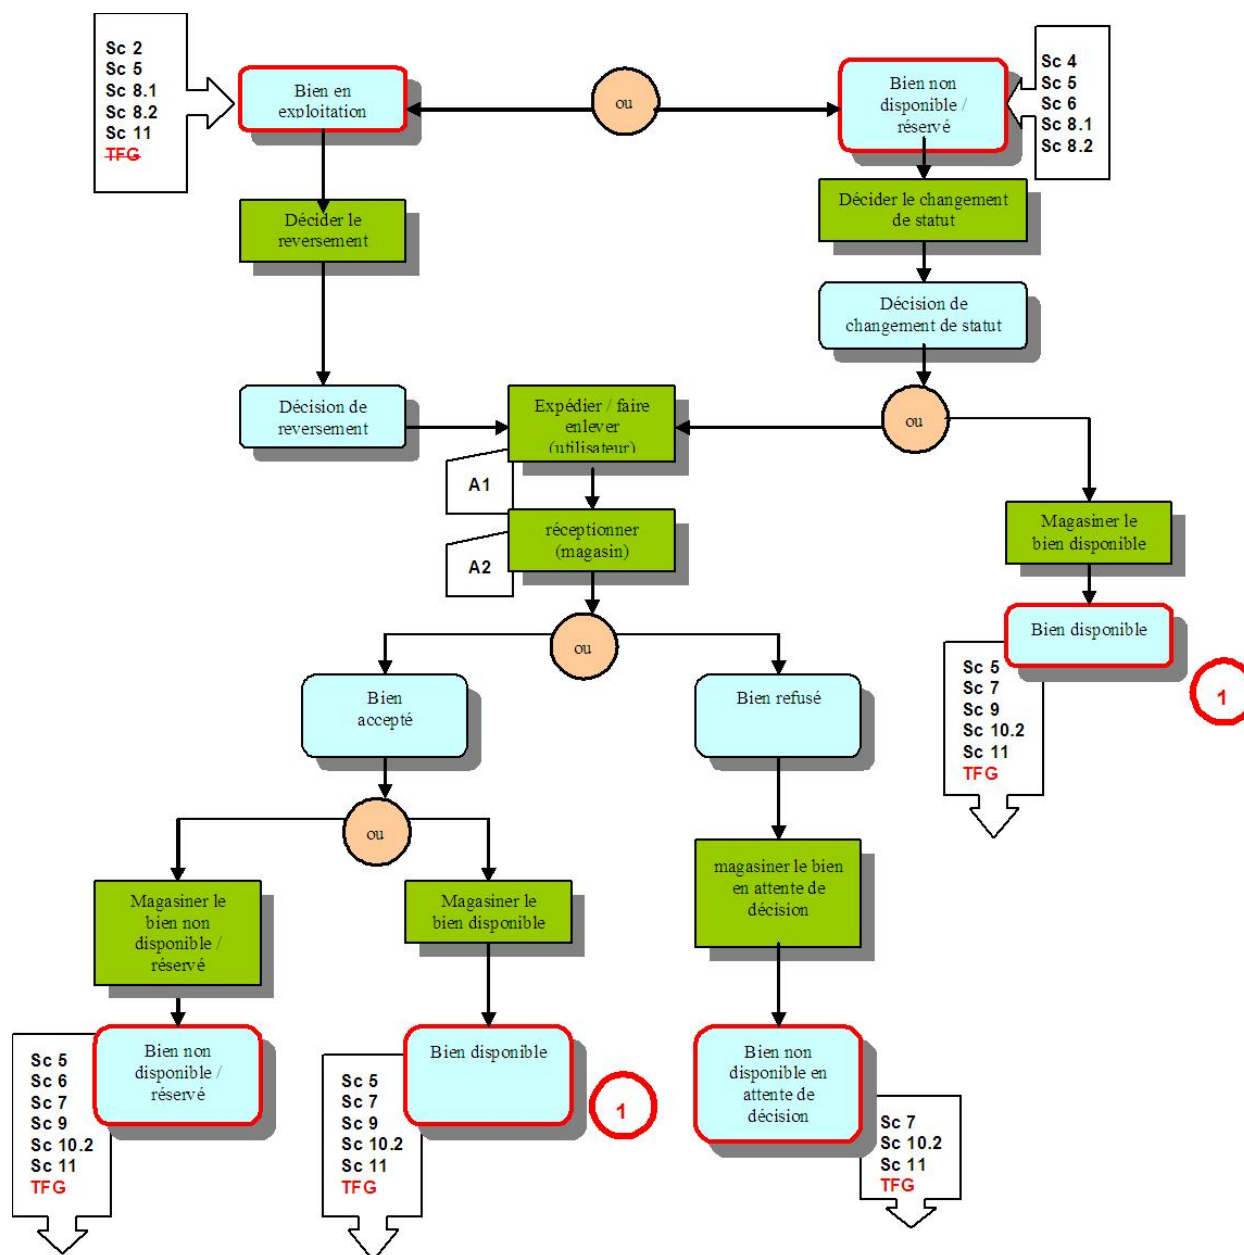 Sc 2
Sc 5
Sc 8.1
Sc 8.2
Sc 11
TFG
Bien en
exploitation
ou
Bien non
disponible /
réservé
Sc 4
Sc 5
Sc 6
Sc 8.1
Sc 8.2
Décider le
reversement
Décider le changement
de statut
Décision de
changement de statut
Décision de
reversement
Expédier / faire
enlever
(utilisateur)
ou
A1
réceptionner
(magasin)
A2
Magasiner le
bien disponible
ou
Bien disponible
Sc 5
Sc 7
Sc 9
Sc 10.2
Sc 11
TFG
1
Bien
accepté
Bien refusé
ou
Magasiner le
bien non
disponible /
réservé
Magasiner le
bien disponible
magasiner le bien
en attente de
décision
Sc 5
Sc 6
Sc 7
Sc 9
Sc 10.2
Sc 11
TFG
Bien non
disponible /
réservé
Sc 5
Sc 7
Sc 9
Sc 10.2
Sc 11
TFG
Bien disponible
1
Bien non
disponible en
attente de
décision
Sc 7
Sc 10.2
Sc 11
TFG